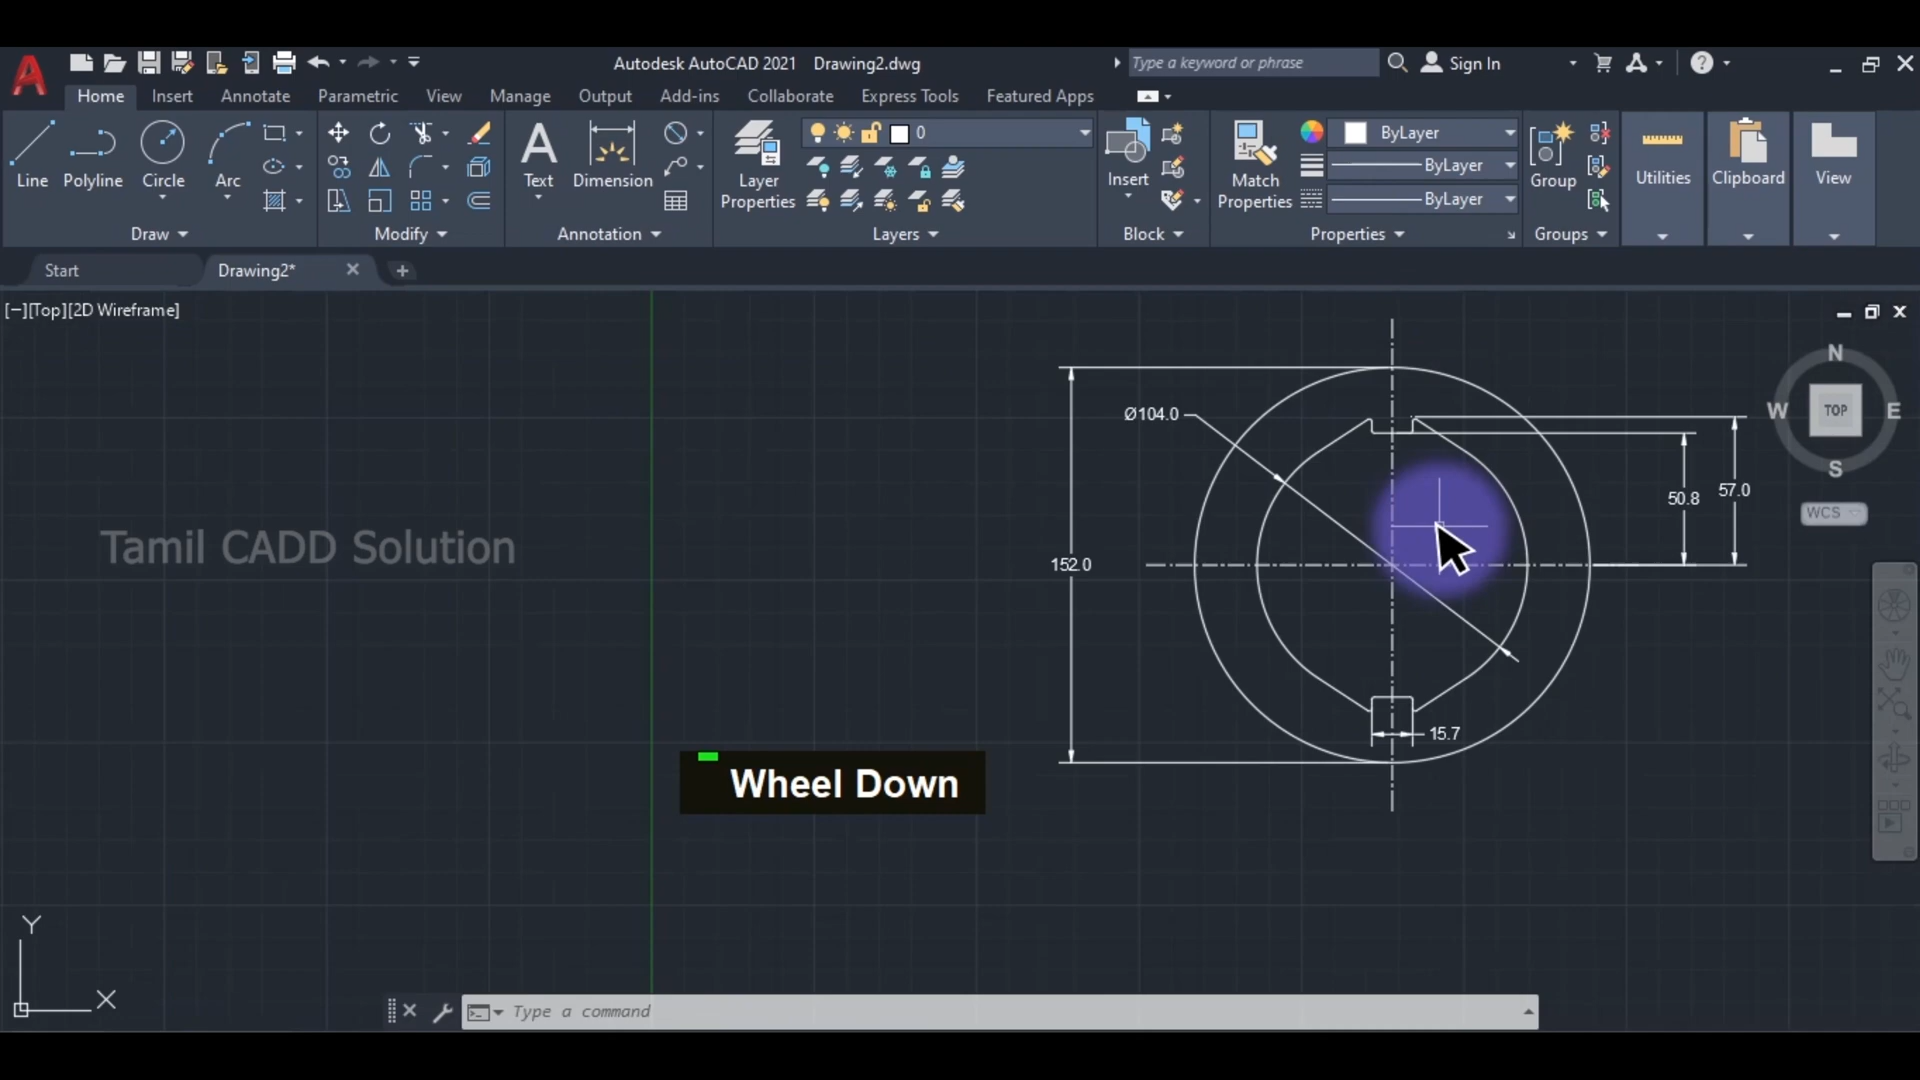 Autodesk AutoCAD 2021 Drawing2.dwg
Type a keyword or phrase
Sign In
Home Insert Annotate Parametric View Manage Output Add-ins Collaborate Express Tools Featured Apps
0
ByLayer
ByLayer
ByLayer
Line Polyline Circle Arc
Text Dimension
Layer
Properties
Insert
Match
Properties
Group
Utilities
Clipboard
View
Draw
Modify
Annotation
Layers
Block
Properties
Groups
Start
Drawing2*
[−][Top][2D Wireframe]
N
W TOP E
S
WCS
Ø104.0
50.8
57.0
152.0
15.7
Tamil CADD Solution
Wheel Down
Y
X
Type a command